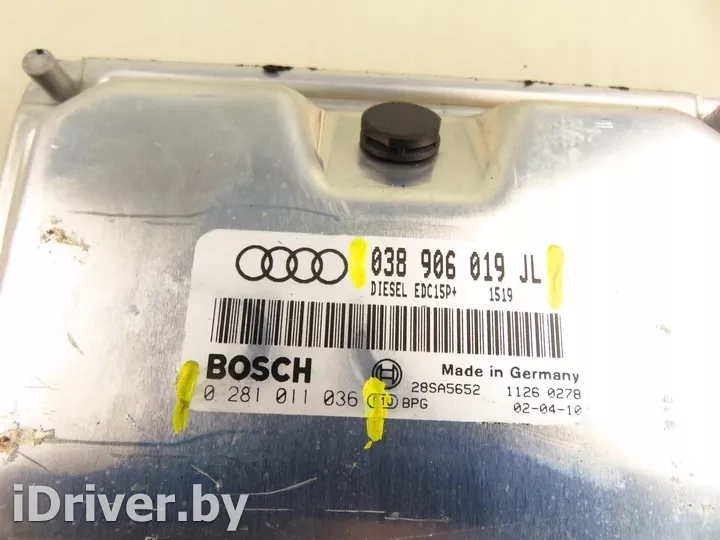 038 906 019 JL
DIESEL EDC15P+ 1519
BOSCH Made in Germany
28SA5652 1126 0278
0 281 011 036 BPG 02-04-10
iDriver.by